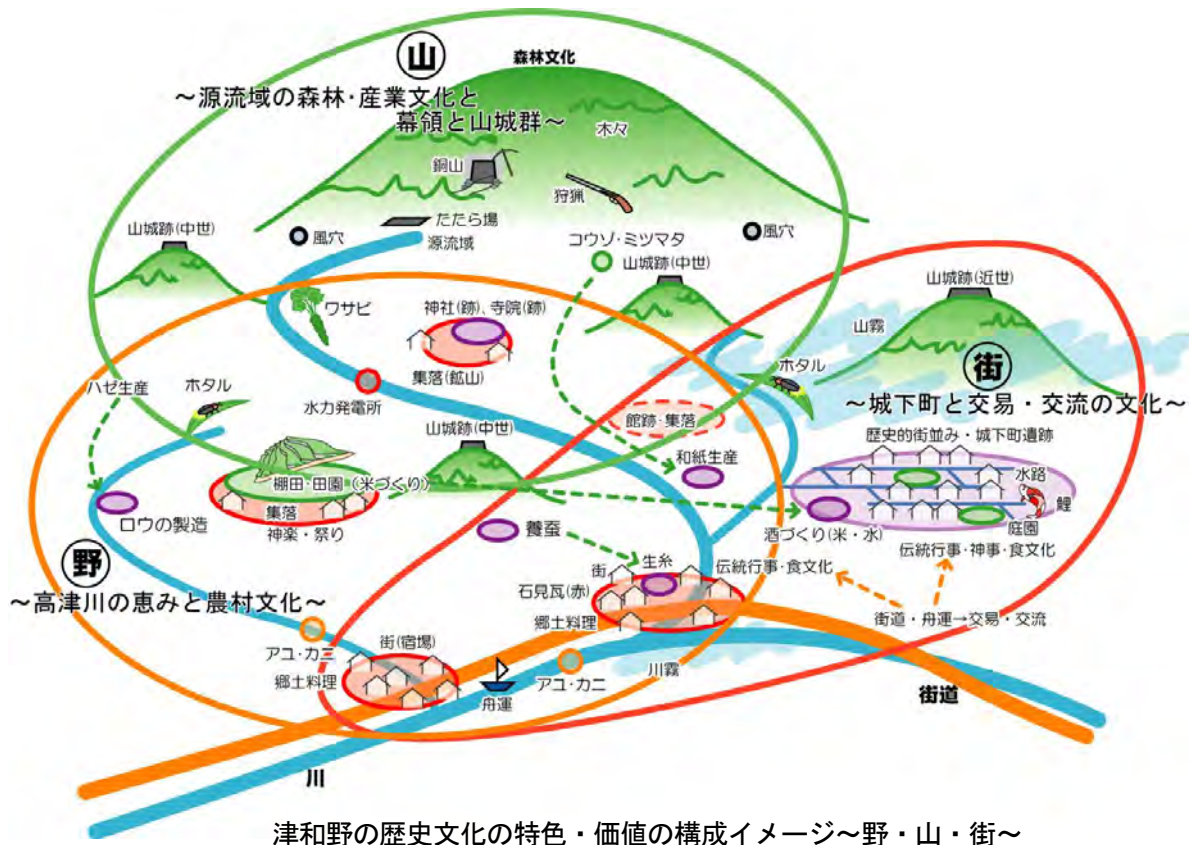 山
森林文化
～源流域の森林・産業文化と
幕領と山城群～
木々
銅山
狩猟
たたら場
山城跡(中世)
風穴
源流域
コウゾ・ミツマタ
風穴
山城跡(中世)
山城跡(近世)
ワサビ
神社(跡)、寺院(跡)
山霧
集落(鉱山)
ホタル
街
ハゼ生産
ホタル
水力発電所
～城下町と交易・交流の文化～
館跡・集落
山城跡(中世)
歴史的街並み・城下町遺跡
和紙生産
水路
棚田・田園（米づくり）
鯉
ロウの製造
集落
神楽・祭り
養蚕
酒づくり(米・水)
庭園
伝統行事・神事・食文化
野
生糸
街
伝統行事・食文化
石見瓦(赤)
～高津川の恵みと農村文化～
郷土料理
街道・舟運→交易・交流
アユ・カニ
街(宿場)
川霧
郷土料理
アユ・カニ
舟運
街道
川
津和野の歴史文化の特色・価値の構成イメージ～野・山・街～